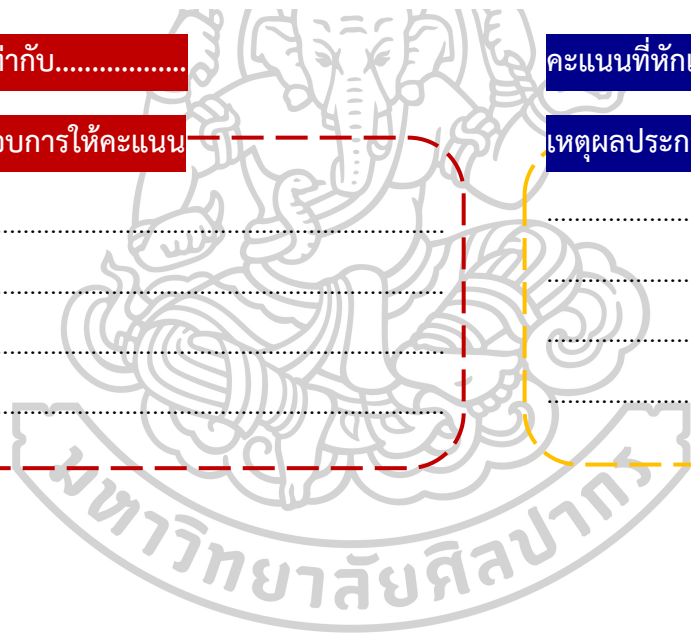 ท่ากับ..................
คะแนนที่หัก
อบการให้คะแนน
เหตุผลประก
มหาวิทยาลัยศิลปากร